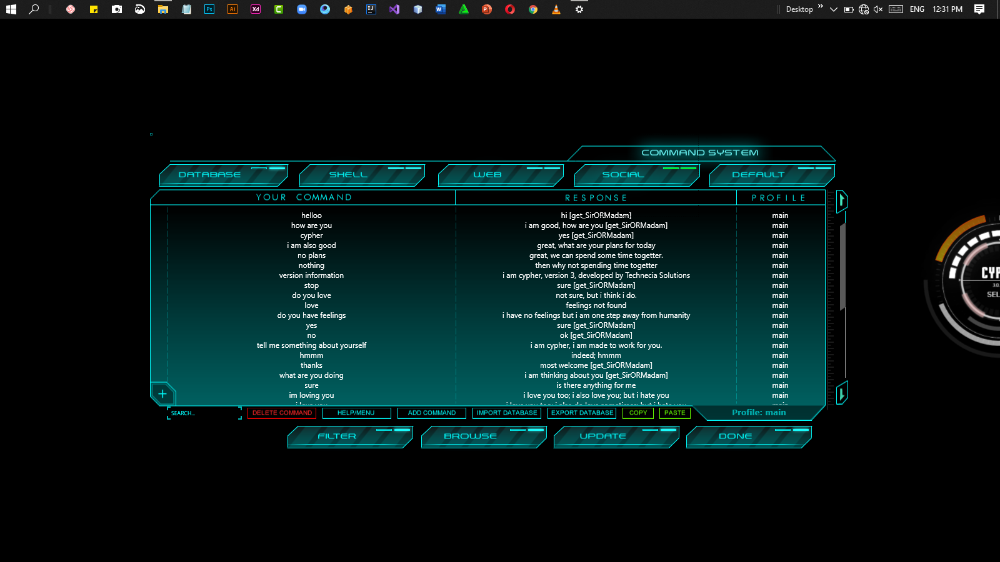 Ps Ai Xd C IJ W P Desktop » ENG 12:31 PM
COMMAND SYSTEM
DATABASE SHELL WEB SOCIAL DEFAULT
YOUR COMMAND RESPONSE PROFILE
helloo hi [get_SirORMadam] main
how are you i am good, how are you [get_SirORMadam] main
cypher yes [get_SirORMadam] main
i am also good great, what are your plans for today main
no plans great, we can spend some time togetter. main
nothing then why not spending time togetter main
version information i am cypher, version 3, developed by Technecia Solutions main
stop sure [get_SirORMadam] main
do you love not sure, but i think i do. main
love feelings not found main
do you have feelings i have no feelings but i am one step away from humanity main
yes sure [get_SirORMadam] main
no ok [get_SirORMadam] main
tell me something about yourself i am cypher, i am made to work for you. main
hmmm indeed; hmmm main
thanks most welcome [get_SirORMadam] main
what are you doing i am thinking about you [get_SirORMadam] main
sure is there anything for me main
im loving you i love you too; i also love you; but i hate you main
SEARCH... DELETE COMMAND HELP/MENU ADD COMMAND IMPORT DATABASE EXPORT DATABASE COPY PASTE Profile: main
FILTER BROWSE UPDATE DONE
CYP
3.0.
SEL